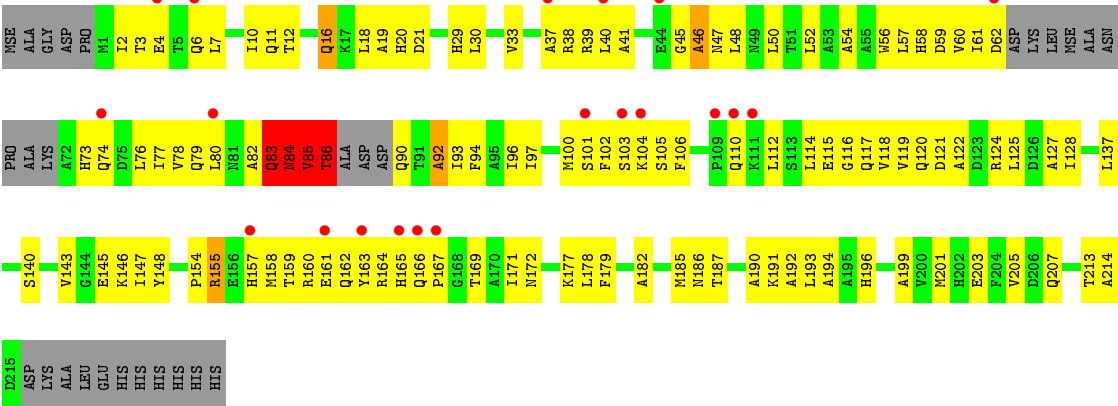 MSE ALA GLY ASP PRO M1 I2 T3 E4 T5 Q6 L7 I10 Q11 T12 Q16 K17 L18 A19 H20 D21 H29 L30 V33 A37 R38 R39 L40 A41 E44 G45 A46 N47 L48 N49 L50 T51 L52 A53 A54 A55 W56 L57 H58 D59 V60 I61 D62 ASP LYS LEU MSE ALA ASN
PRO ALA LYS A72 H73 Q74 D75 L76 I77 V78 Q79 L80 N81 A82 Q83 N84 V85 T86 ALA ASP ASP Q90 T91 A92 I93 F94 A95 I96 I97 M100 S101 F102 S103 K104 S105 F106 P109 Q110 K111 L112 S113 L114 E115 G116 Q117 V118 V119 Q120 D121 A122 D123 R124 L125 D126 A127 I128 L137
S140 V143 G144 E145 K146 I147 Y148 P154 R155 E156 H157 M158 T159 R160 E161 Q162 Y163 R164 H165 Q166 P167 G168 T169 A170 I171 N172 K177 L178 F179 A182 M185 N186 T187 A190 K191 A192 L193 A194 A195 H196 A199 V200 M201 H202 E203 F204 V205 D206 Q207 T213 A214
D215 ASP LYS ALA LEU GLU HIS HIS HIS HIS HIS HIS